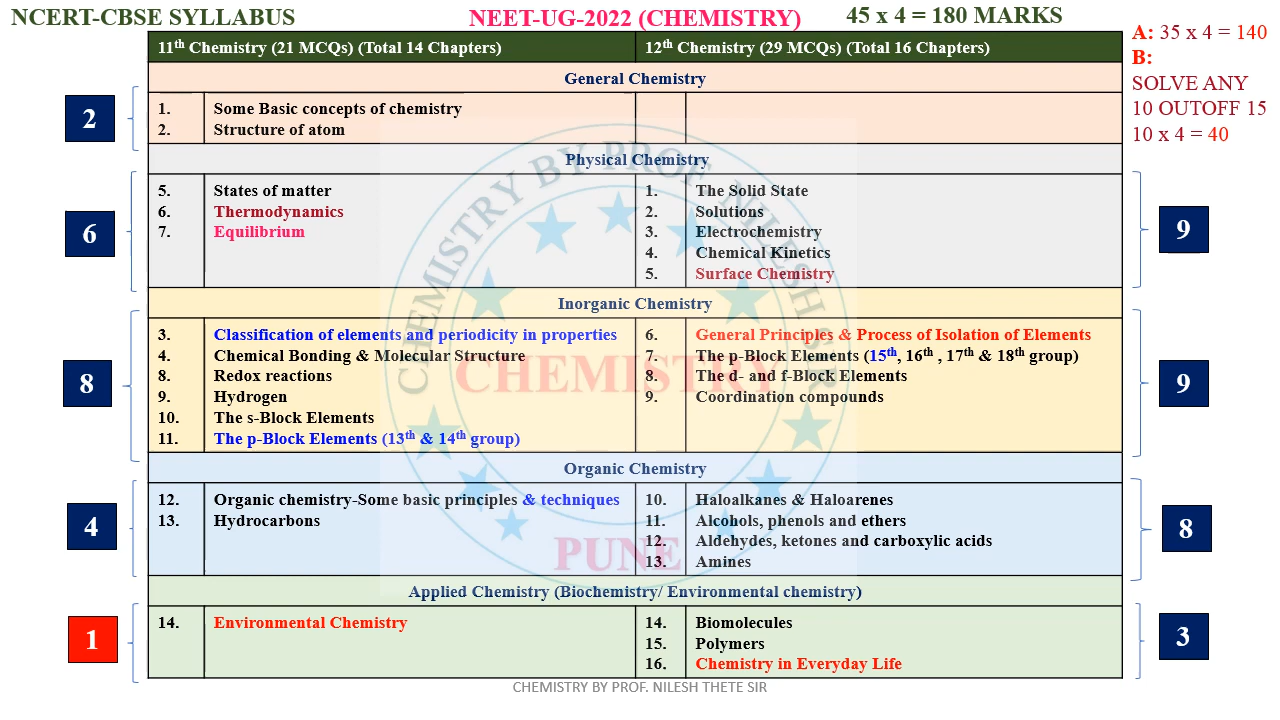 NCERT-CBSE SYLLABUS
NEET-UG-2022 (CHEMISTRY)
45 x 4 = 180 MARKS
A: 35 x 4 = 140
B:
SOLVE ANY
10 OUTOFF 15
10 x 4 = 40
11th Chemistry (21 MCQs) (Total 14 Chapters)
12th Chemistry (29 MCQs) (Total 16 Chapters)
General Chemistry
2
1. Some Basic concepts of chemistry
2. Structure of atom
Physical Chemistry
6
5. States of matter
6. Thermodynamics
7. Equilibrium
1. The Solid State
2. Solutions
3. Electrochemistry
4. Chemical Kinetics
5. Surface Chemistry
9
Inorganic Chemistry
8
3. Classification of elements and periodicity in properties
4. Chemical Bonding & Molecular Structure
8. Redox reactions
9. Hydrogen
10. The s-Block Elements
11. The p-Block Elements (13th & 14th group)
6. General Principles & Process of Isolation of Elements
7. The p-Block Elements (15th, 16th , 17th & 18th group)
8. The d- and f-Block Elements
9. Coordination compounds
9
Organic Chemistry
4
12. Organic chemistry-Some basic principles & techniques
13. Hydrocarbons
10. Haloalkanes & Haloarenes
11. Alcohols, phenols and ethers
12. Aldehydes, ketones and carboxylic acids
13. Amines
8
Applied Chemistry (Biochemistry/ Environmental chemistry)
1
14. Environmental Chemistry
14. Biomolecules
15. Polymers
16. Chemistry in Everyday Life
3
CHEMISTRY BY PROF. NILESH THETE SIR
CHEMISTRY BY PROF. NILESH SIR
CHEMISTRY
PUNE